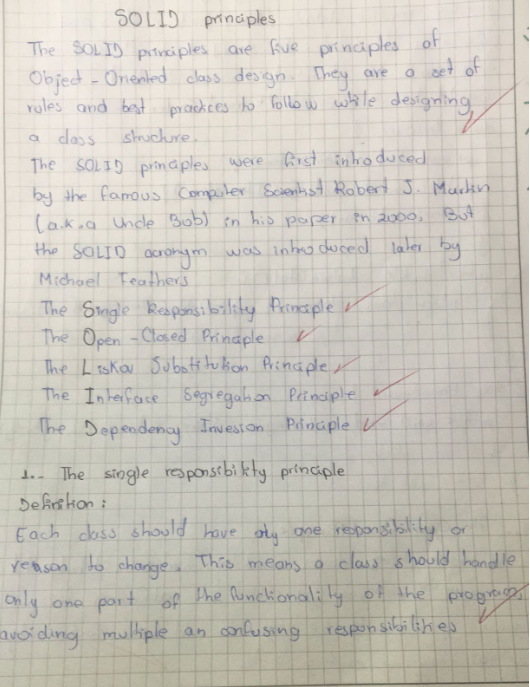 SOLID principles
The SOLID principles are five principles of
Object-Oriented class design. They are a set of
rules and best practices to follow while designing
a class structure.
The SOLID principles were first introduced
by the famous Computer Scientist Robert J. Martin
(a.k.a Uncle Bob) in his paper in 2000. But
the SOLID acronym was introduced later by
Michael Feathers
The Single Responsibility Principle
The Open-Closed Principle
The Liskov Substitution Principle
The Interface Segregation Principle
The Dependency Inversion Principle
1.- The single responsibility principle
Definition:
Each class should have only one responsibility or
reason to change. This means a class should handle
only one part of the functionality of the program,
avoiding multiple an confusing responsibilities